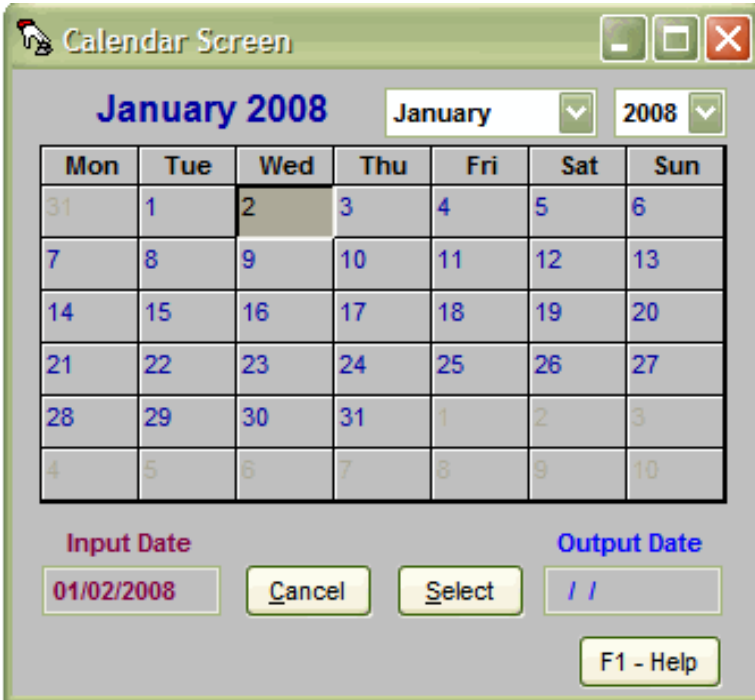 Calendar Screen
January 2008 January 2008
Mon Tue Wed Thu Fri Sat Sun
31 1 2 3 4 5 6
7 8 9 10 11 12 13
14 15 16 17 18 19 20
21 22 23 24 25 26 27
28 29 30 31 1 2 3
4 5 6 7 8 9 10
Input Date Output Date
01/02/2008 Cancel Select / /
F1 - Help